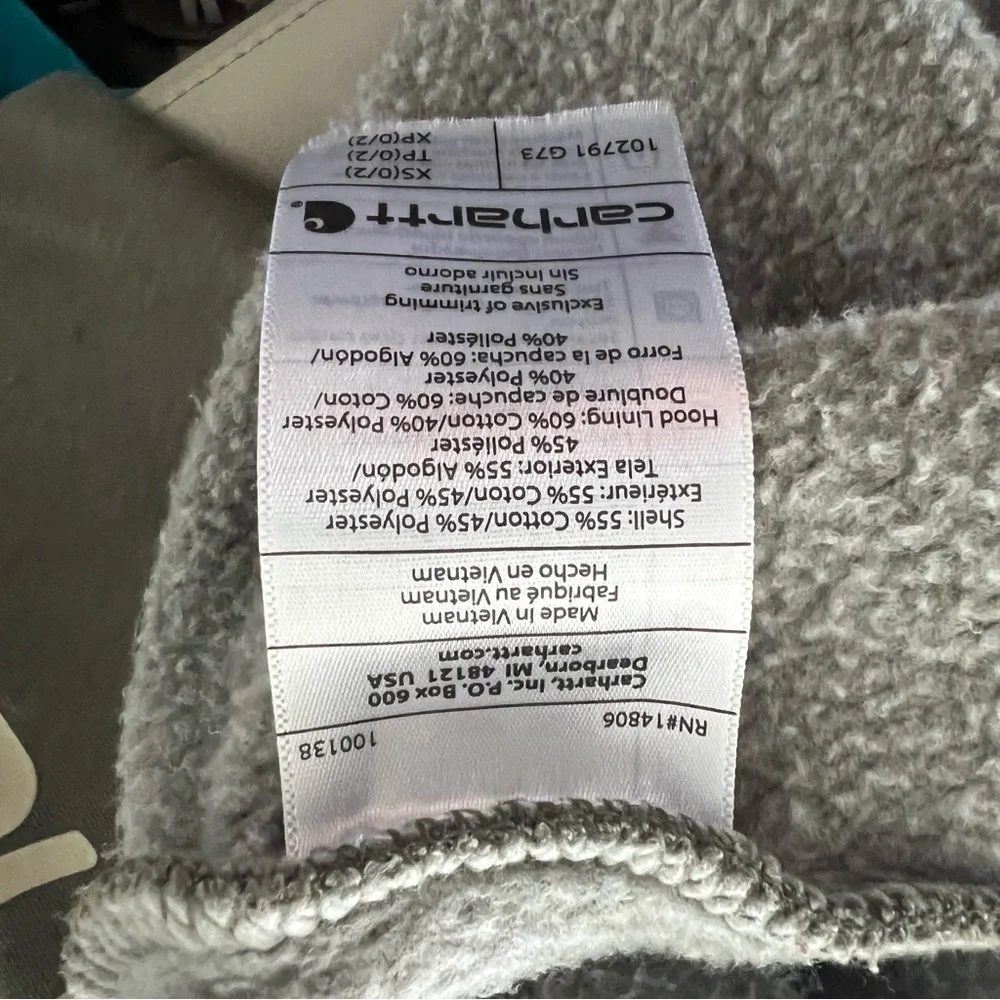 RN#14806
100138
Carhartt, Inc. P.O. Box 600
Dearborn, MI 48121 USA
carhartt.com
Made in Vietnam
Fabriqué au Vietnam
Hecho en Vietnam
Shell: 55% Cotton/45% Polyester
Extérieur: 55% Coton/45% Polyester
Tela Exterior: 55% Algodón/
45% Poliéster
Hood Lining: 60% Cotton/40% Polyester
Doublure de capuche: 60% Coton/
40% Polyester
Forro de la capucha: 60% Algodón/
40% Poliéster
Exclusive of trimming
Sans garniture
Sin incluir adorno
carhartt
102791 G73
XS(0/2)
TP(0/2)
XP(0/2)